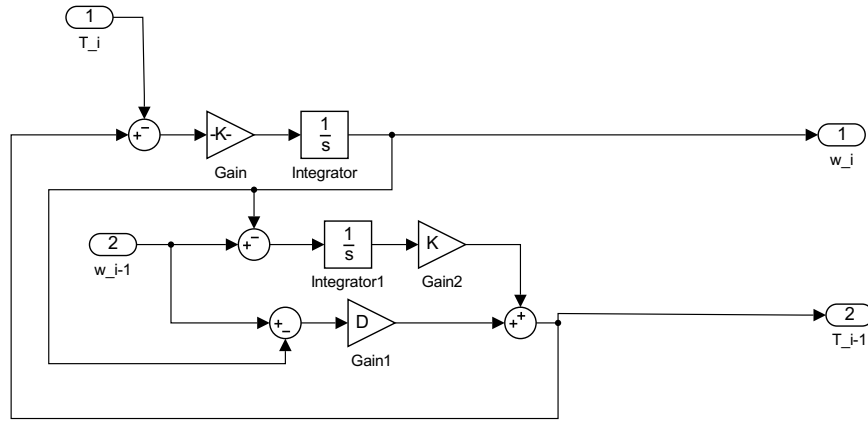 1
T_i
-K-
Gain
1
s
Integrator
1
w_i
2
w_i-1
1
s
Integrator1
K
Gain2
D
Gain1
2
T_i-1